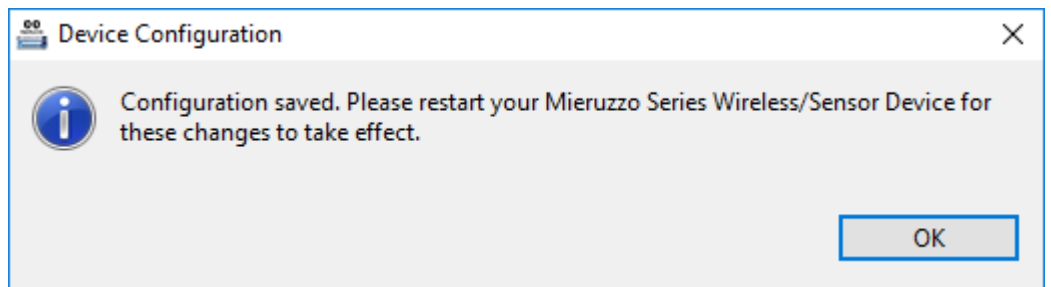 Device Configuration
Configuration saved. Please restart your Mieruzzo Series Wireless/Sensor Device for
these changes to take effect.
OK